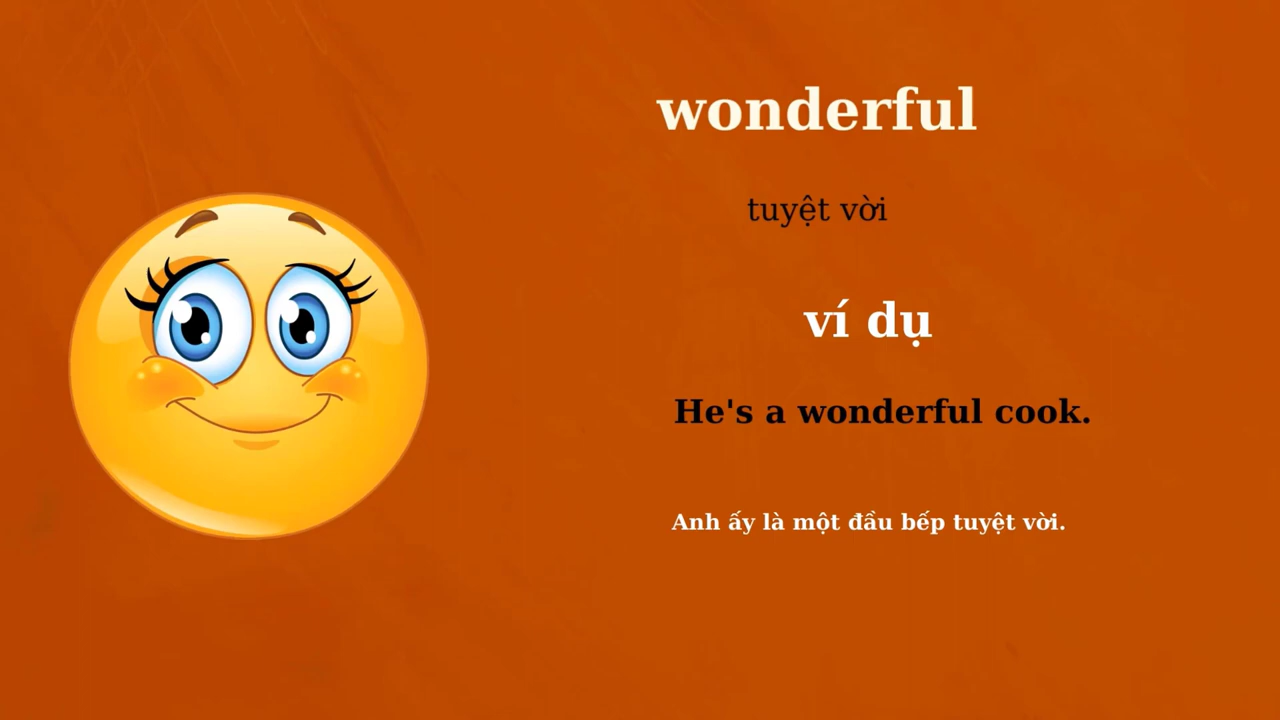 wonderful
tuyệt vời
ví dụ
He's a wonderful cook.
Anh ấy là một đầu bếp tuyệt vời.